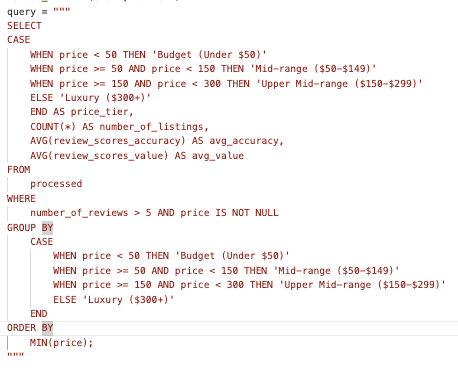 query = """
SELECT
CASE
    WHEN price < 50 THEN 'Budget (Under $50)'
    WHEN price >= 50 AND price < 150 THEN 'Mid-range ($50-$149)'
    WHEN price >= 150 AND price < 300 THEN 'Upper Mid-range ($150-$299)'
    ELSE 'Luxury ($300+)'
    END AS price_tier,
    COUNT(*) AS number_of_listings,
    AVG(review_scores_accuracy) AS avg_accuracy,
    AVG(review_scores_value) AS avg_value
FROM
    processed
WHERE
    number_of_reviews > 5 AND price IS NOT NULL
GROUP BY
    CASE
        WHEN price < 50 THEN 'Budget (Under $50)'
        WHEN price >= 50 AND price < 150 THEN 'Mid-range ($50-$149)'
        WHEN price >= 150 AND price < 300 THEN 'Upper Mid-range ($150-$299)'
        ELSE 'Luxury ($300+)'
    END
ORDER BY
    MIN(price);
"""